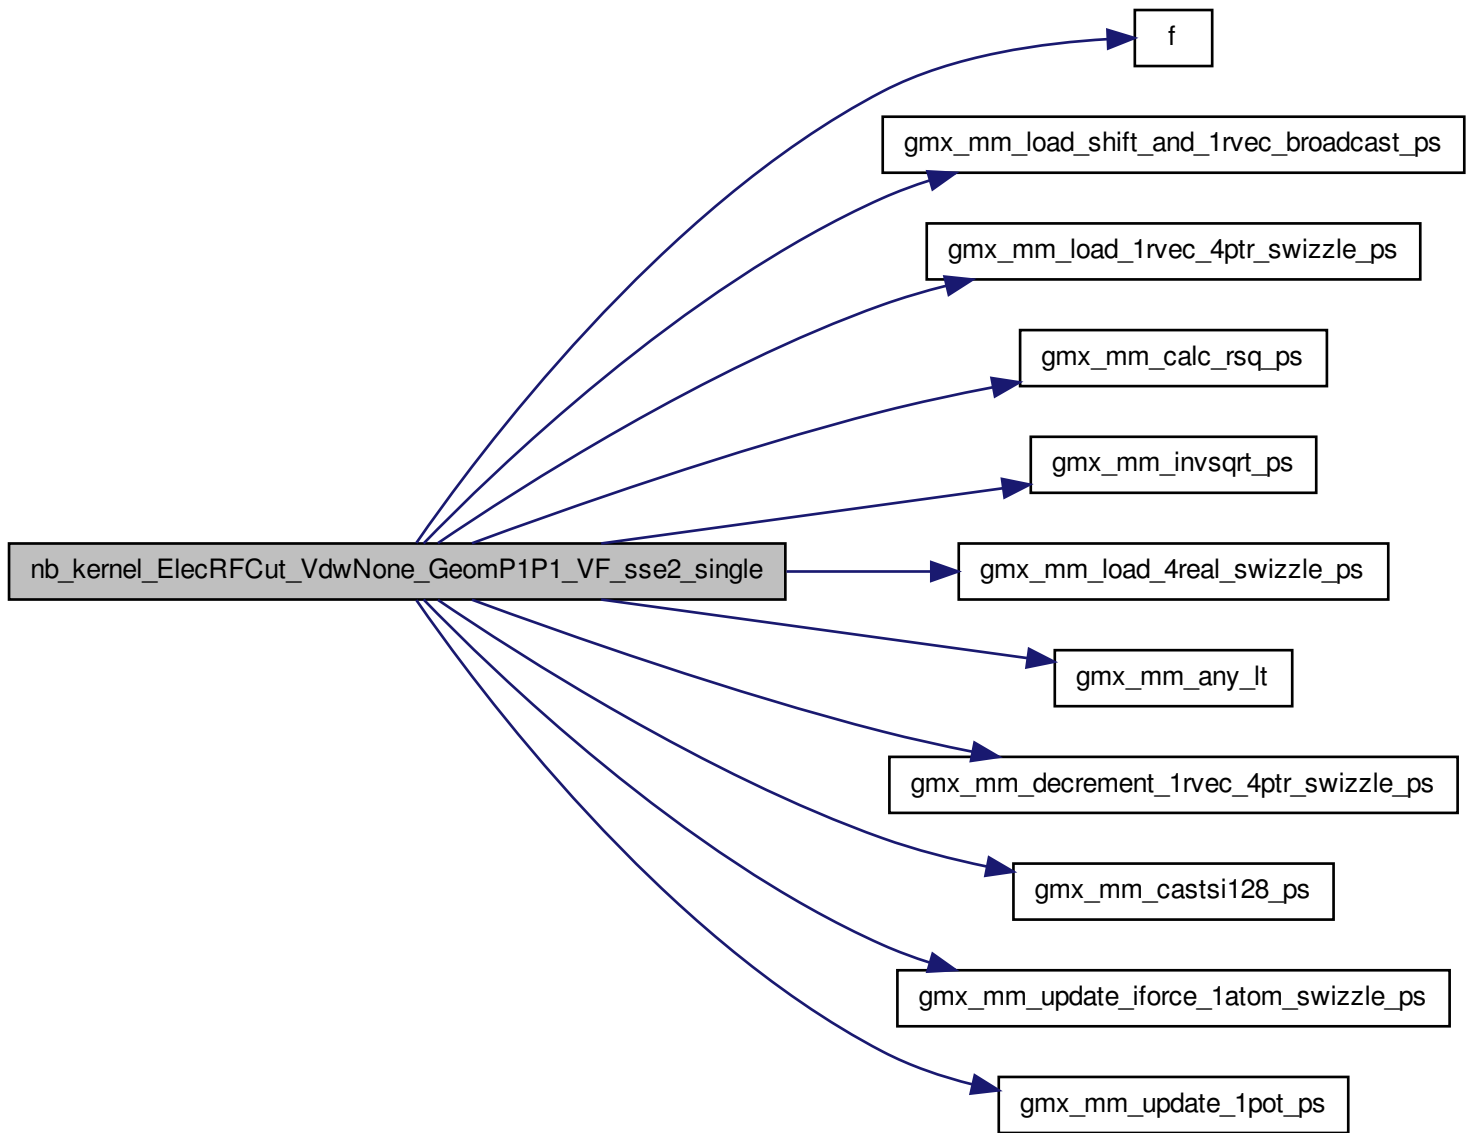 f
gmx_mm_load_shift_and_1rvec_broadcast_ps
gmx_mm_load_1rvec_4ptr_swizzle_ps
gmx_mm_calc_rsq_ps
gmx_mm_invsqrt_ps
nb_kernel_ElecRFCut_VdwNone_GeomP1P1_VF_sse2_single
gmx_mm_load_4real_swizzle_ps
gmx_mm_any_lt
gmx_mm_decrement_1rvec_4ptr_swizzle_ps
gmx_mm_castsi128_ps
gmx_mm_update_iforce_1atom_swizzle_ps
gmx_mm_update_1pot_ps